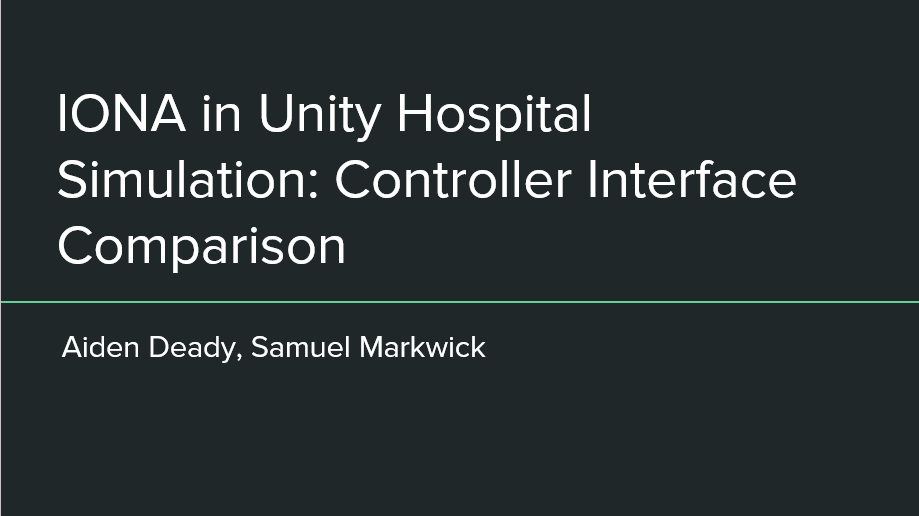 IONA in Unity Hospital
Simulation: Controller Interface
Comparison
Aiden Deady, Samuel Markwick